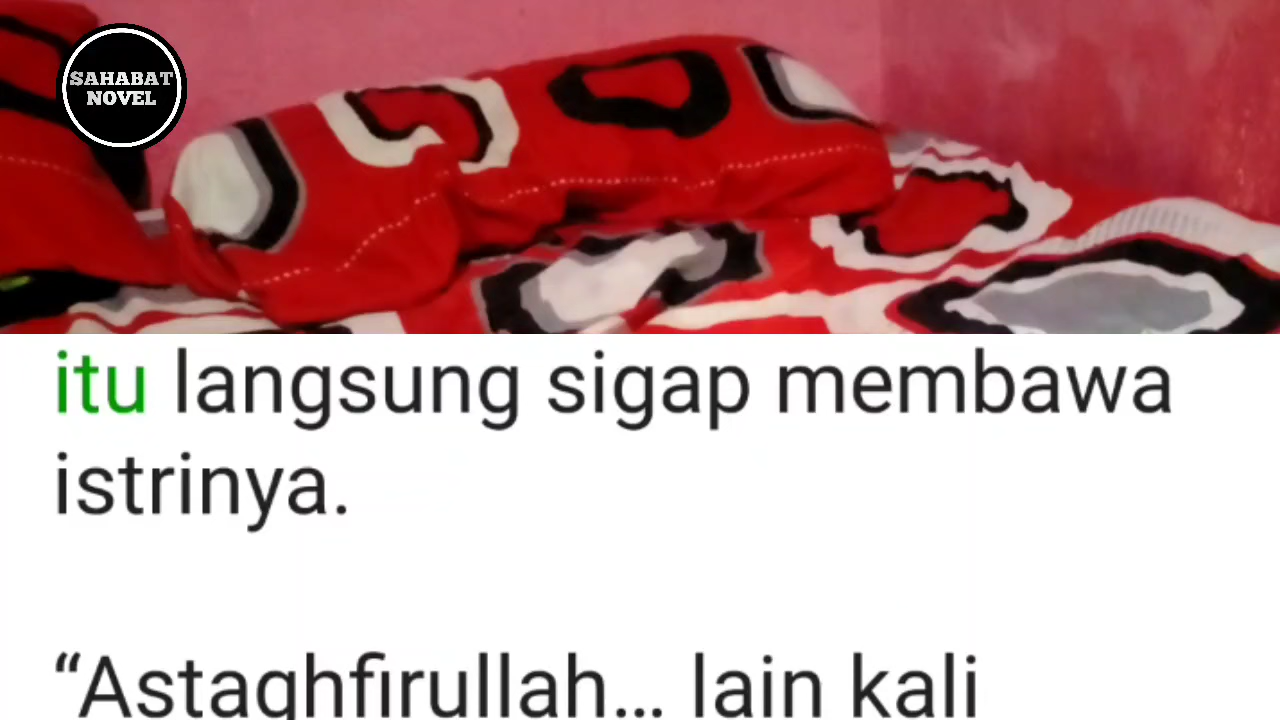 SAHABAT
NOVEL
itu langsung sigap membawa
istrinya.
“Astaghfirullah... lain kali